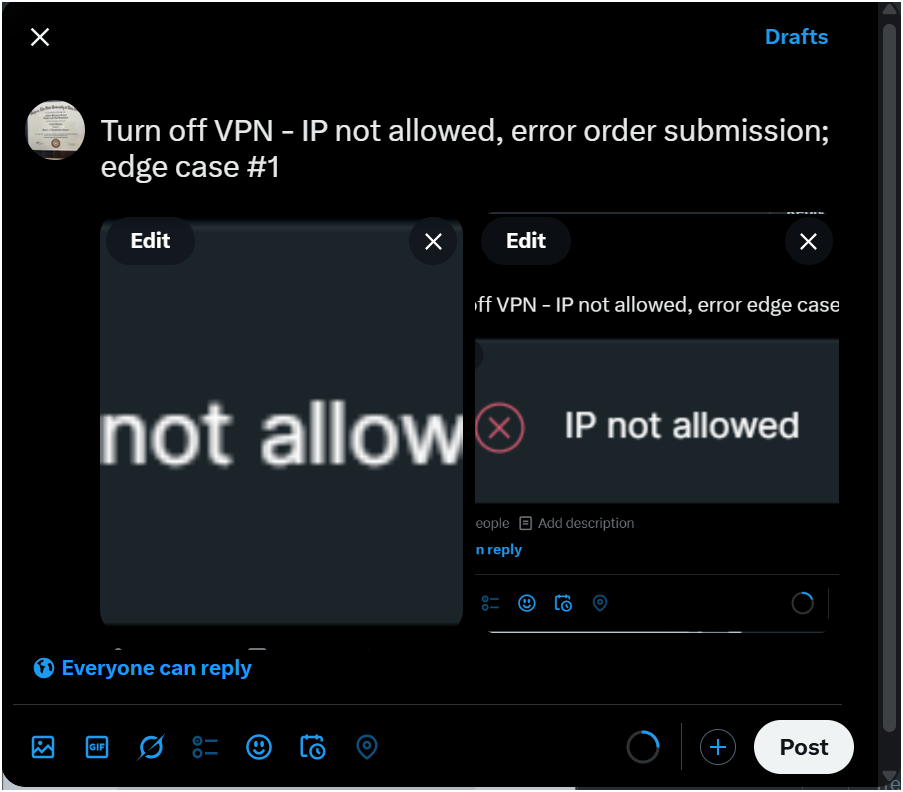 Drafts
Turn off VPN - IP not allowed, error order submission;
edge case #1
Edit
not allow
Edit
off VPN - IP not allowed, error edge case
IP not allowed
eople Add description
n reply
Everyone can reply
GIF
Post